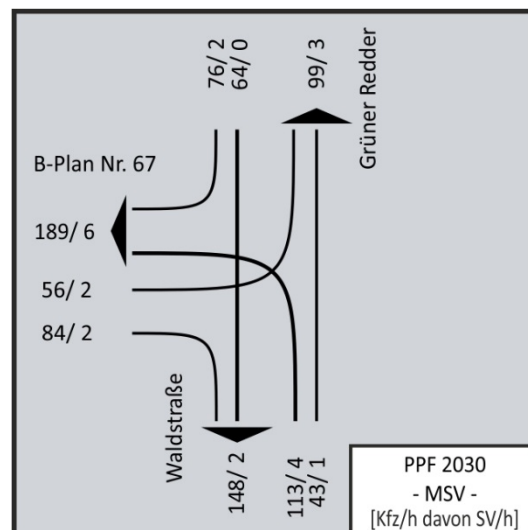 76/ 2
64/ 0
99/ 3
Grüner Redder
B-Plan Nr. 67
189/ 6
56/ 2
84/ 2
Waldstraße
148/ 2
113/ 4
43/ 1
PPF 2030
- MSV -
[Kfz/h davon SV/h]